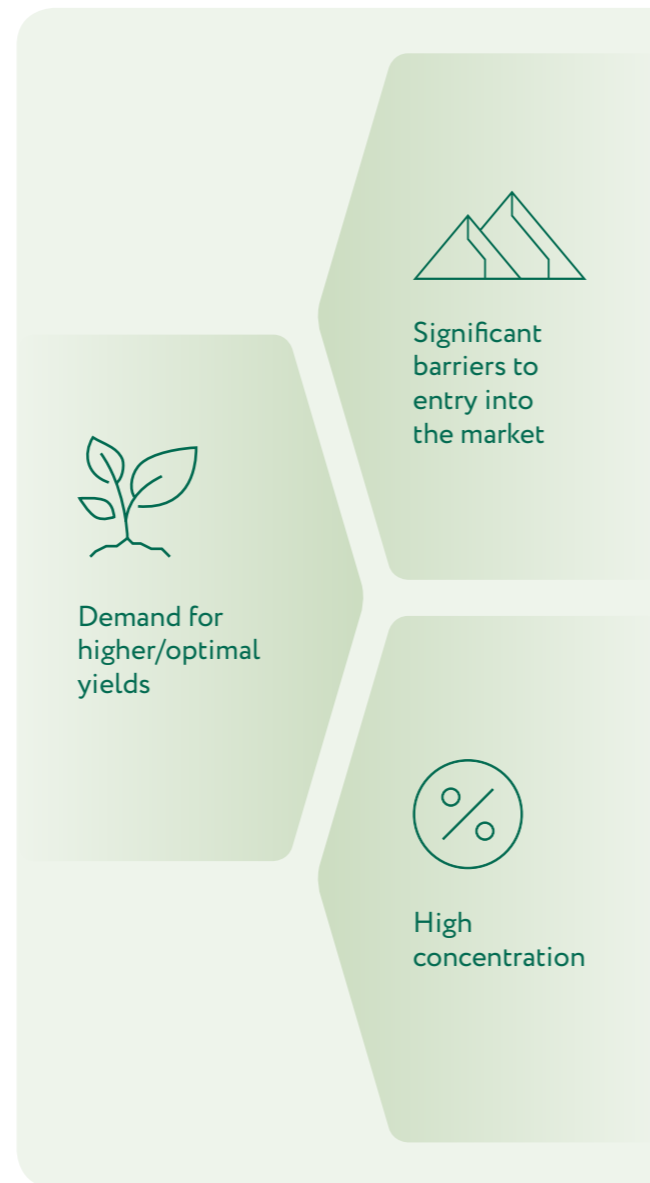 Significant
barriers to
entry into
the market
Demand for
higher/optimal
yields
High
concentration